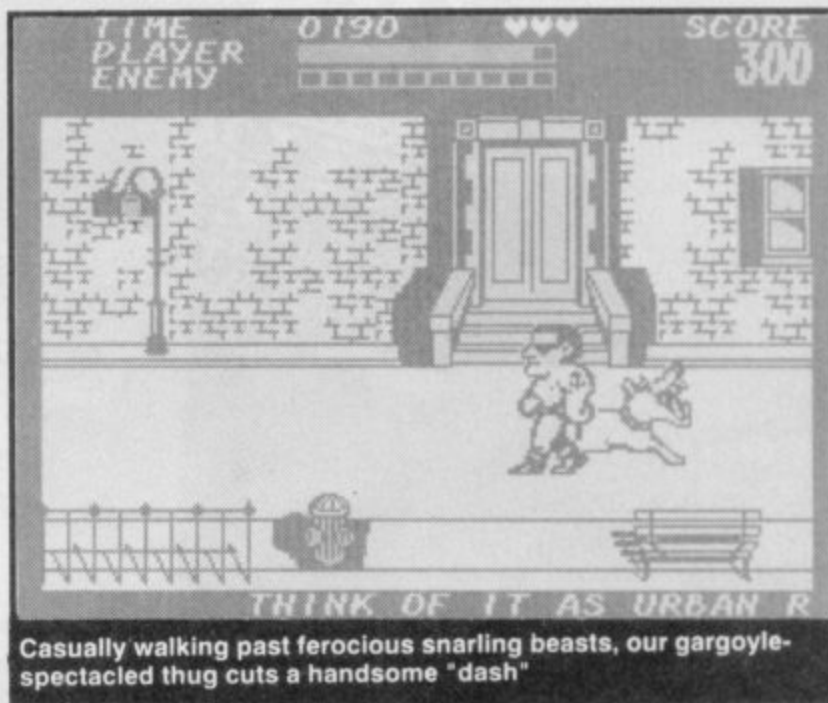 TIME 0190 ♥♥♥ SCORE
PLAYER 300
ENEMY
THINK OF IT AS URBAN R
Casually walking past ferocious snarling beasts, our gargoyle-
spectacled thug cuts a handsome "dash"